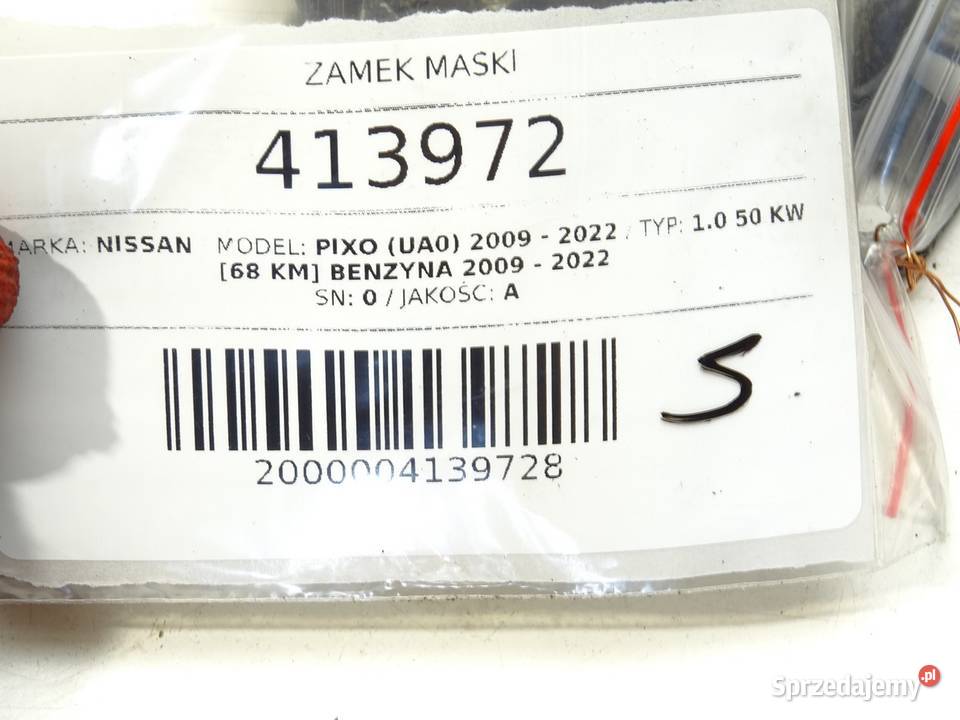 ZAMEK MASKI
413972
MARKA: NISSAN MODEL: PIXO (UA0) 2009 - 2022 / TYP: 1.0 50 KW
[68 KM] BENZYNA 2009 - 2022
SN: 0 / JAKOŚĆ: A
S
2000004139728
Sprzedajemy.pl